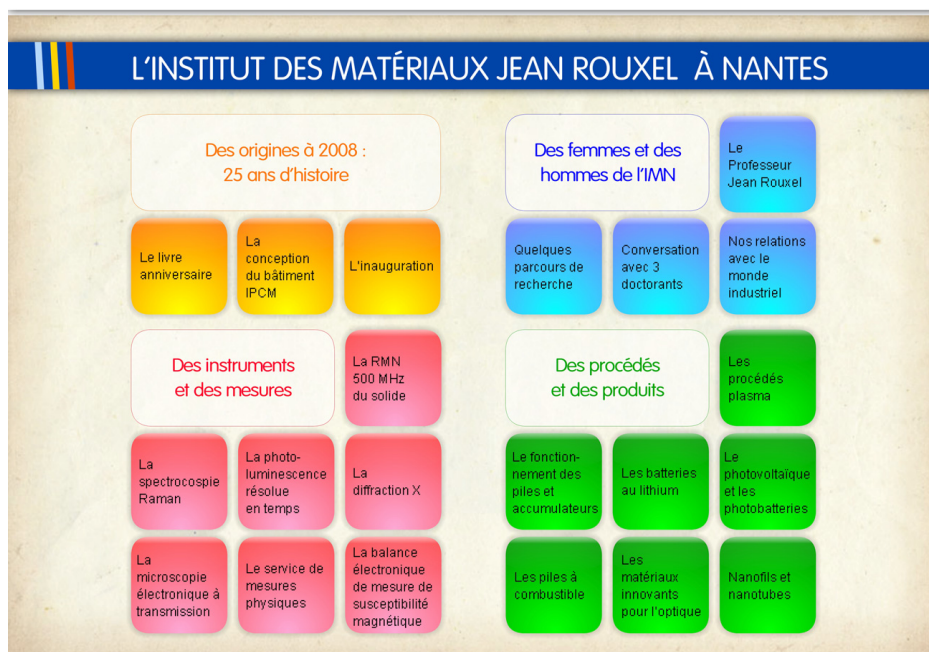 L'INSTITUT DES MATÉRIAUX JEAN ROUXEL À NANTES
Des origines à 2008 :
25 ans d'histoire
Le livre
anniversaire
La
conception
du bâtiment
IPCM
L'inauguration
Des femmes et des
hommes de l'IMN
Le
Professeur
Jean Rouxel
Quelques
parcours de
recherche
Conversation
avec 3
doctorants
Nos relations
avec le
monde
industriel
Des instruments
et des mesures
La RMN
500 MHz
du solide
La
spectrocospie
Raman
La photo-
luminescence
résolue
en temps
La
diffraction X
La
microscopie
électronique à
transmission
Le service de
mesures
physiques
La balance
électronique
de mesure de
susceptibilité
magnétique
Des procédés
et des produits
Les
procédés
plasma
Le fonction-
nement des
piles et
accumulateurs
Les batteries
au lithium
Le
photovoltaïque
et les
photobatteries
Les piles à
combustible
Les
matériaux
innovants
pour l'optique
Nanofils et
nanotubes